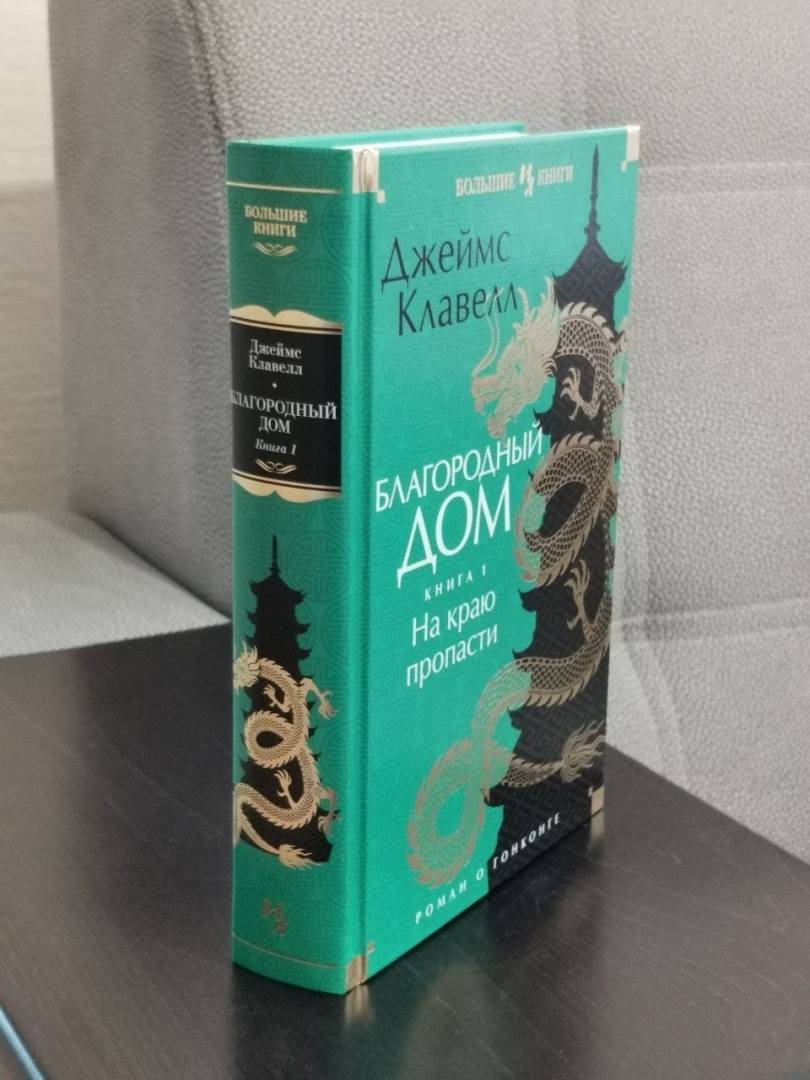 БОЛЬШИЕ
КНИГИ
Джеймс
Клавелл
БЛАГОРОДНЫЙ
ДОМ
Книга 1
БОЛЬШИЕ КНИГИ
Джеймс
Клавелл
БЛАГОРОДНЫЙ
ДОМ
КНИГА 1
На краю
пропасти
РОМАН О ГОНКОНГЕ